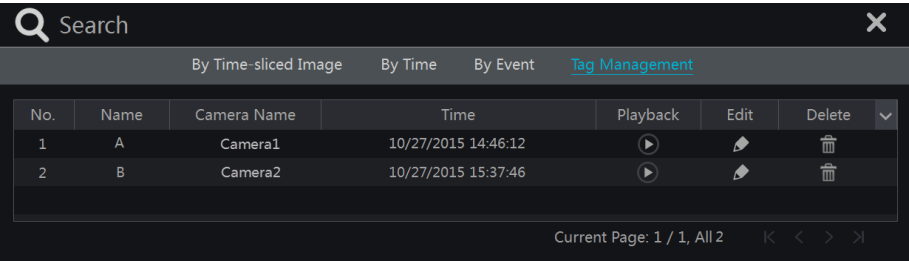 Search
By Time-sliced Image By Time By Event Tag Management
No. Name Camera Name Time Playback Edit Delete
1 A Camera1 10/27/2015 14:46:12
2 B Camera2 10/27/2015 15:37:46
Current Page: 1 / 1, All 2